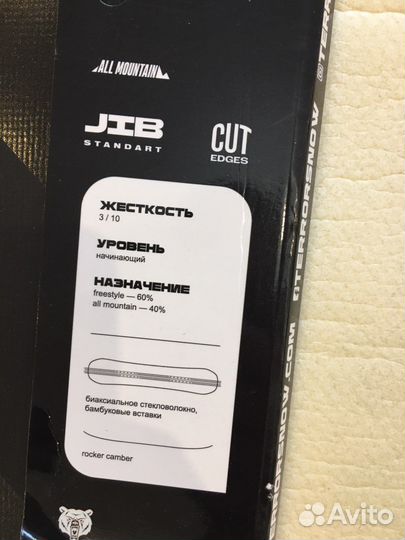 ALL MOUNTAIN
JIB
STANDART
CUT
EDGES
ЖЕСТКОСТЬ
3 / 10
УРОВЕНЬ
начинающий
НАЗНАЧЕНИЕ
freestyle — 60%
all mountain — 40%
биаксиальное стекловолокно,
бамбуковые вставки
rocker camber
@TERRORSNOW
TERRORSNOW.COM
Avito